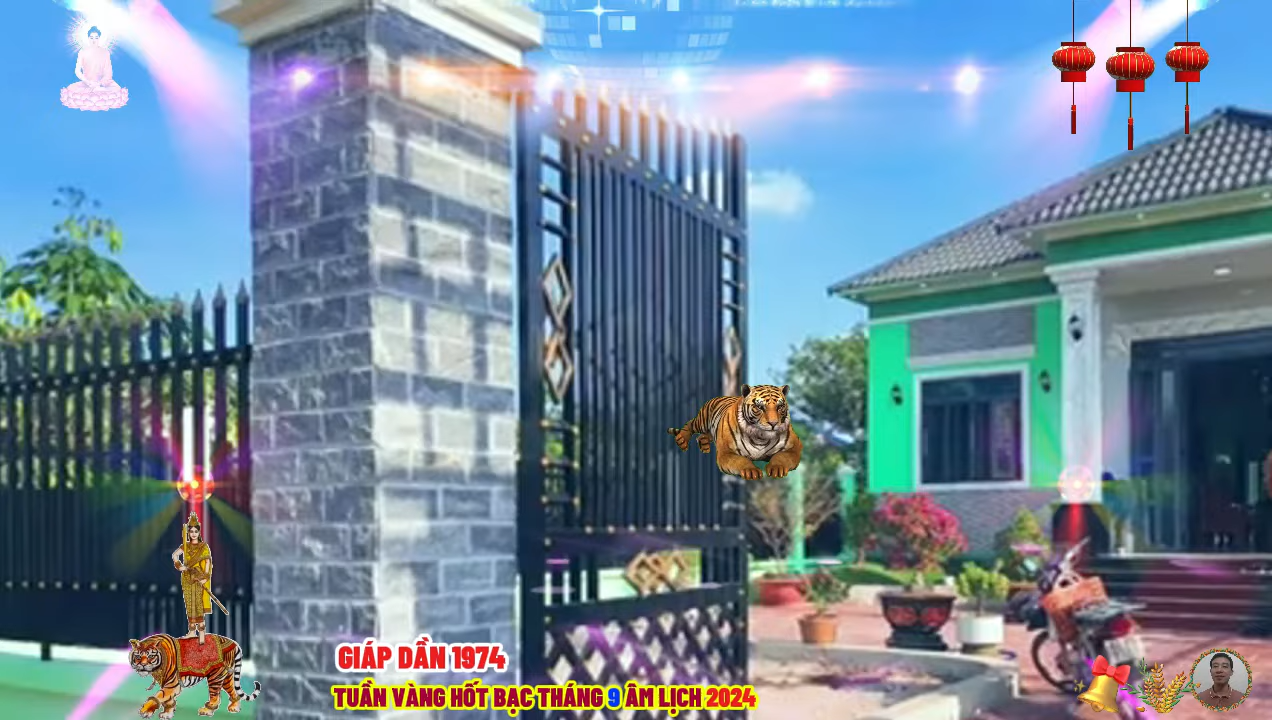 GIÁP DẦN 1974
TUẦN VÀNG HỐT BẠC THÁNG 9 ÂM LỊCH 2024